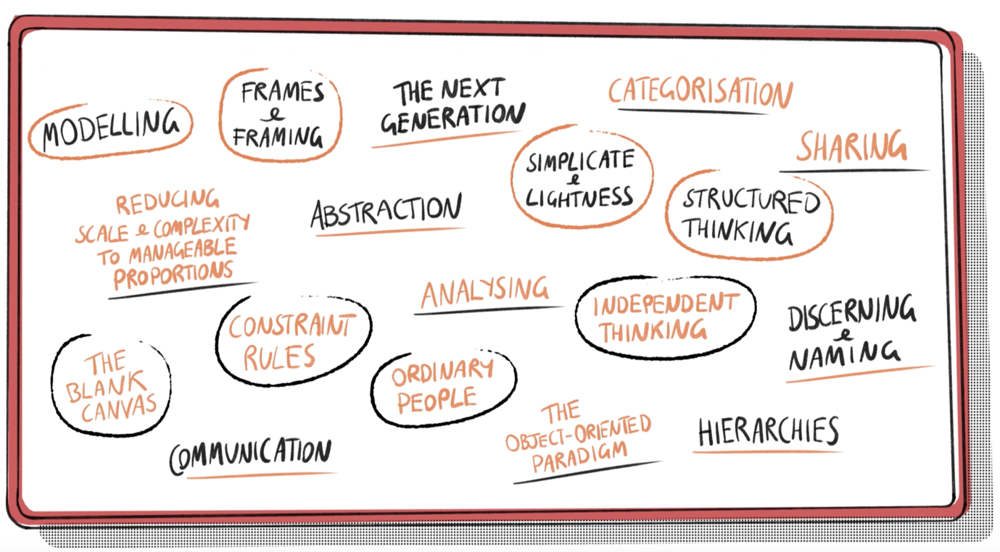 MODELLING
FRAMES
&
FRAMING
THE NEXT
GENERATION
CATEGORISATION
SHARING
SIMPLICATE
&
LIGHTNESS
STRUCTURED
THINKING
REDUCING
SCALE & COMPLEXITY
TO MANAGEABLE
PROPORTIONS
ABSTRACTION
ANALYSING
INDEPENDENT
THINKING
DISCERNING
&
NAMING
CONSTRAINT
RULES
THE
BLANK
CANVAS
ORDINARY
PEOPLE
COMMUNICATION
THE
OBJECT-ORIENTED
PARADIGM
HIERARCHIES